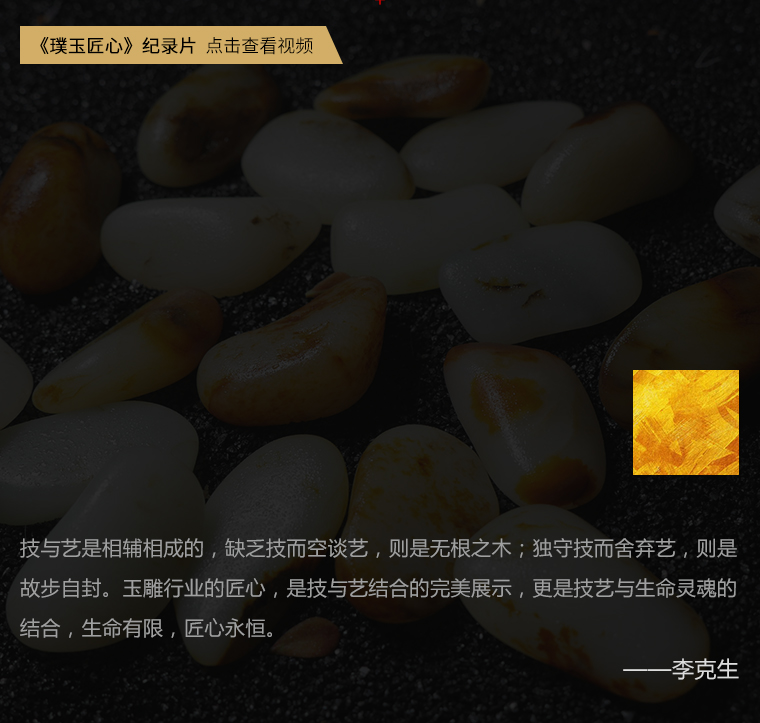 《璞玉匠心》纪录片 点击查看视频
技与艺是相辅相成的，缺乏技而空谈艺，则是无根之木；独守技而舍弃艺，则是
故步自封。玉雕行业的匠心，是技与艺结合的完美展示，更是技艺与生命灵魂的
结合，生命有限，匠心永恒。
——李克生